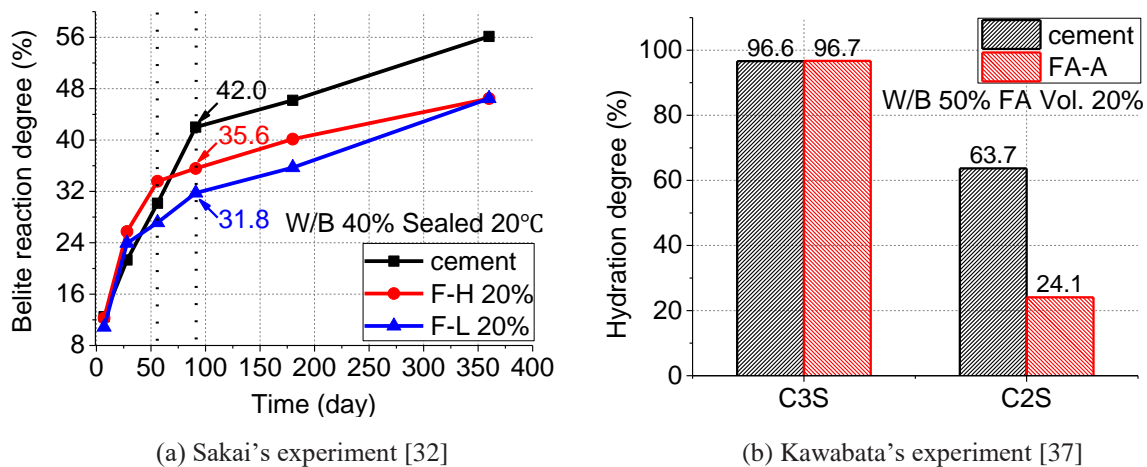 Belite reaction degree (%)
56
48
40
32
24
16
8
42.0
35.6
31.8
W/B 40% Sealed 20℃
cement
F-H 20%
F-L 20%
0
50
100
150
200
250
300
350
400
Time (day)
(a) Sakai’s experiment [32]
Hydration degree (%)
100
80
60
40
20
0
96.6
96.7
cement
FA-A
W/B 50% FA Vol. 20%
63.7
24.1
C3S
C2S
(b) Kawabata’s experiment [37]